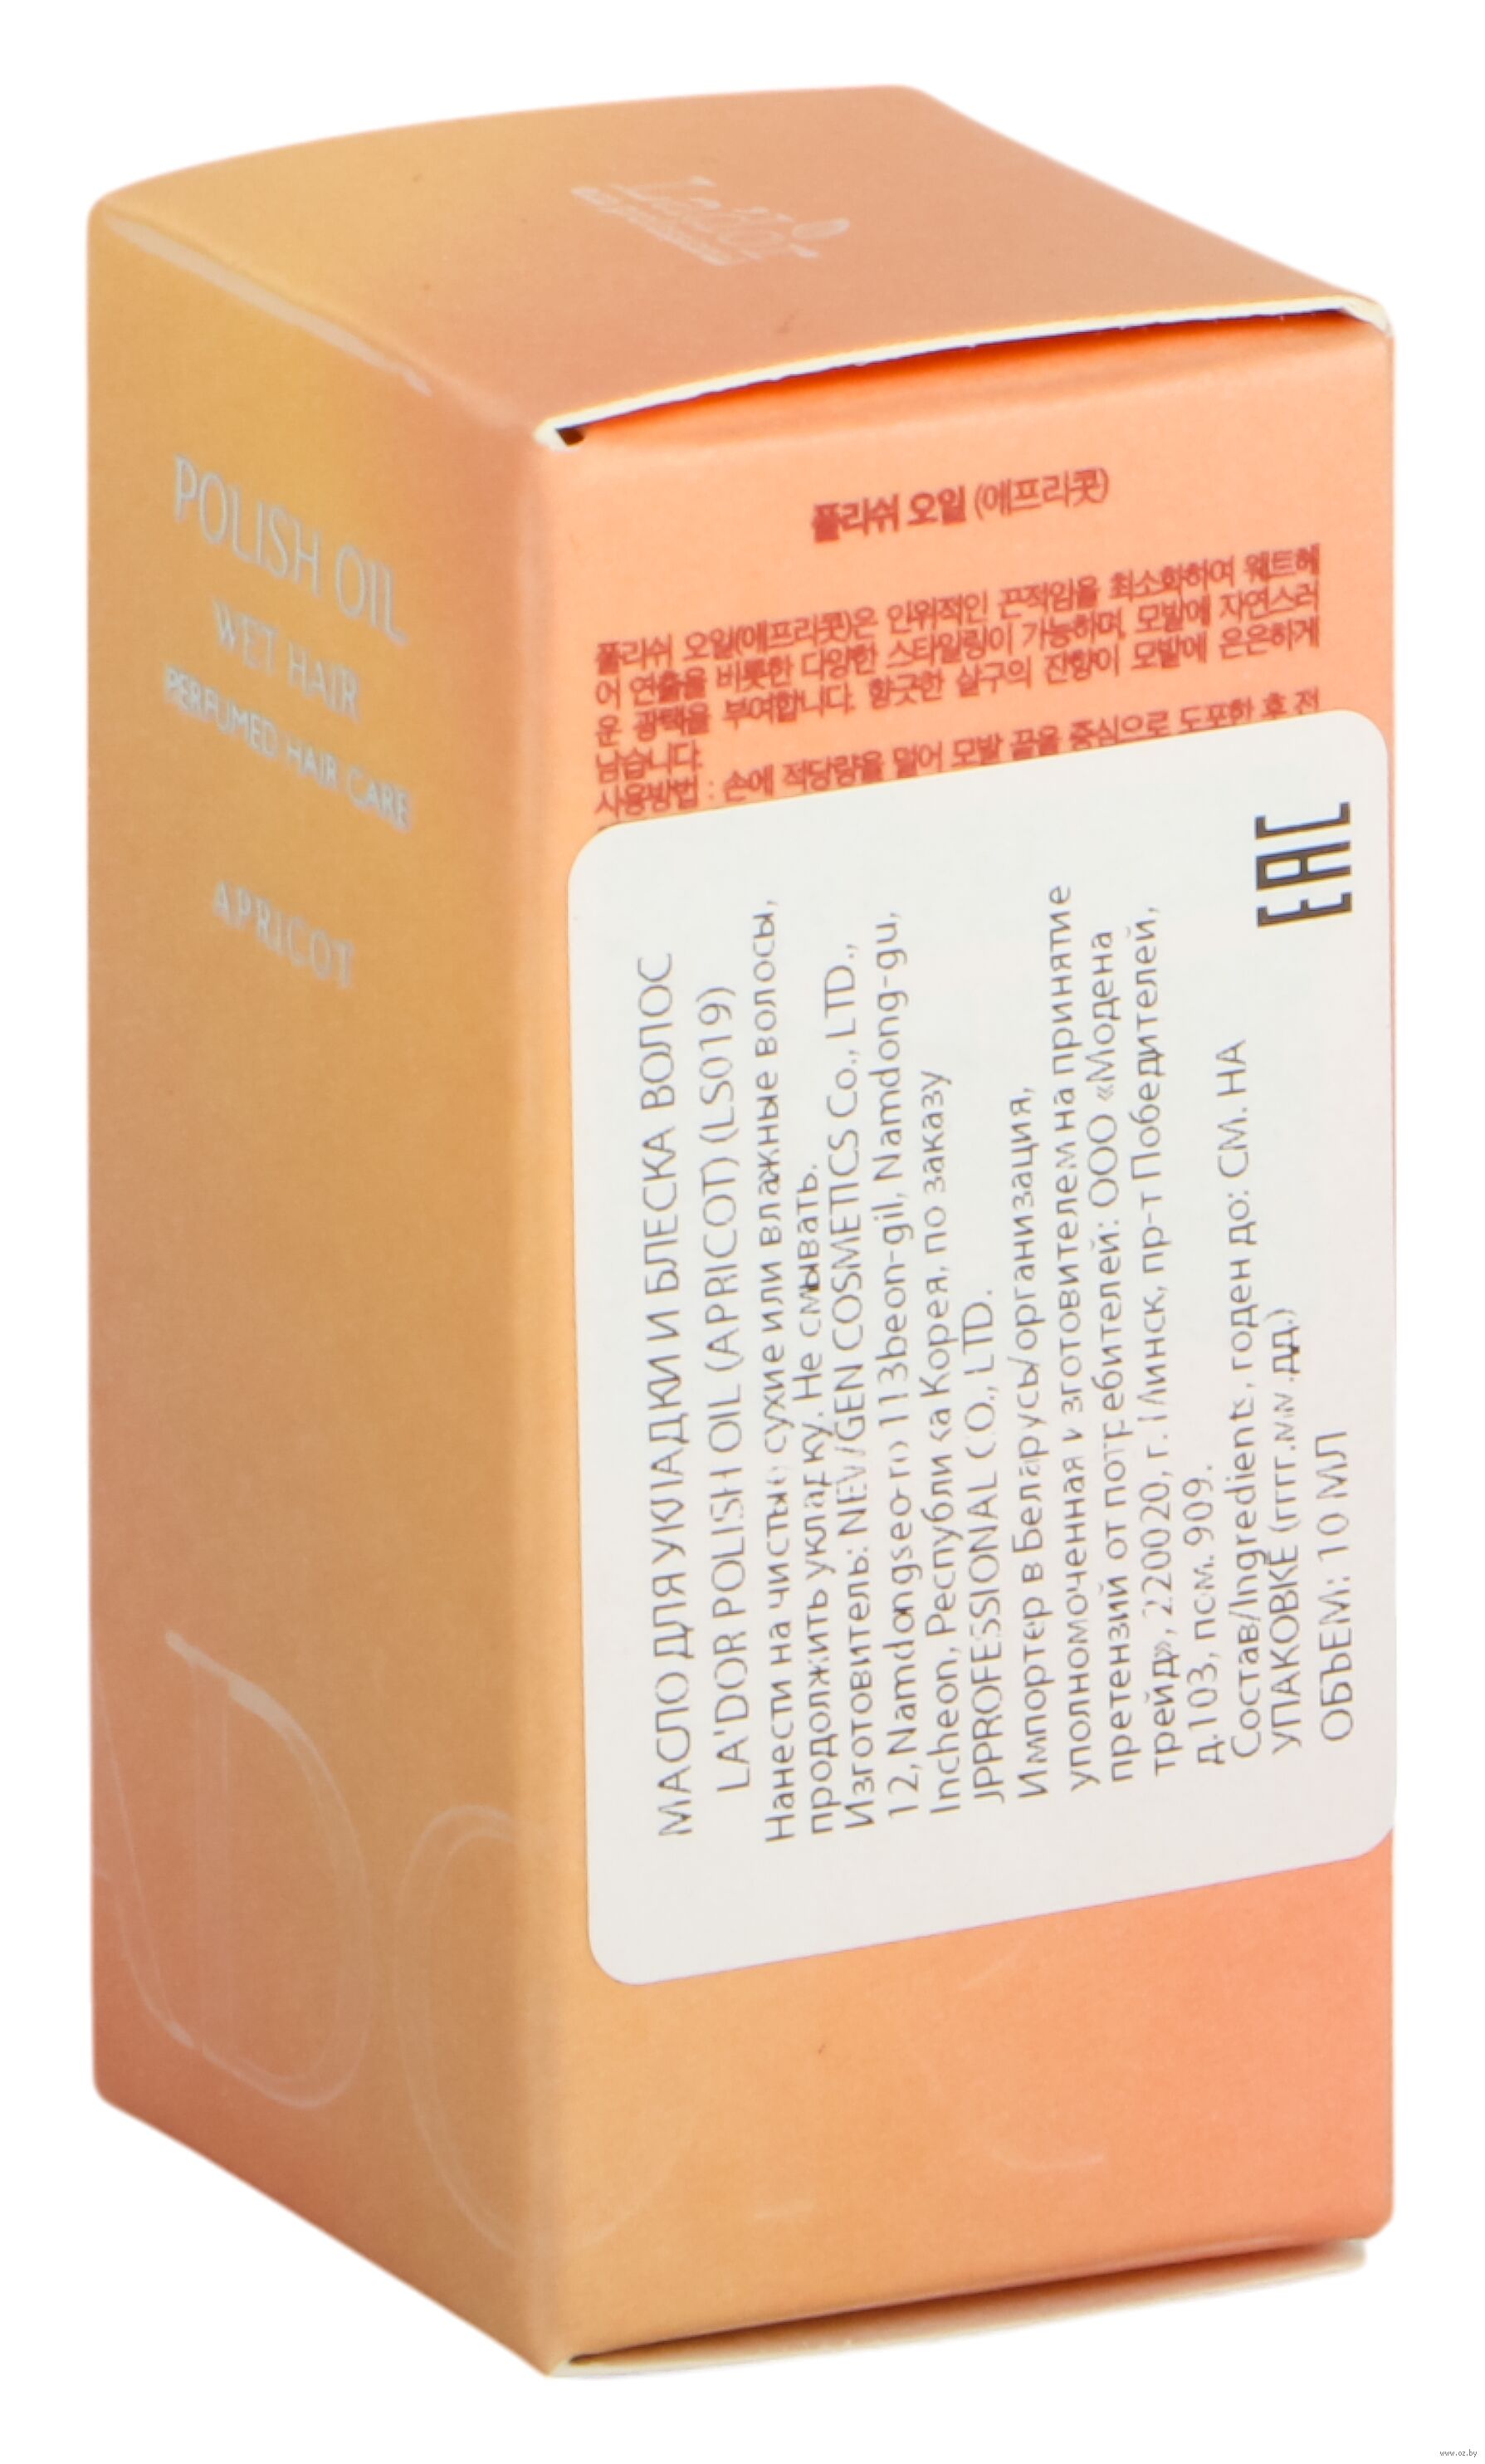 La'dor
POLISH OIL
WET HAIR
PERFUMED HAIR CARE
APRICOT
폴리쉬 오일 (애프리콧)
폴리쉬 오일(애프리콧)은 인위적인 끈적임을 최소화하여 웨트헤
어 연출을 비롯한 다양한 스타일링이 가능하며, 모발에 자연스러
운 광택을 부여합니다. 향긋한 살구의 잔향이 모발에 은은하게
남습니다.
사용방법 : 손에 적당량을 덜어 모발 끝을 중심으로 도포한 후 전
EAC
МАСЛО ДЛЯ УКЛАДКИ И БЛЕСКА ВОЛОС
LA'DOR POLISH OIL (APRICOT) (LS019)
Нанести на чистые сухие или влажные волосы,
продолжить укладку. Не смывать.
Изготовитель: NEWGEN COSMETICS Co., LTD.,
12, Namdongseo-ro 113beon-gil, Namdong-gu,
Incheon, Республика Корея, по заказу
JPPROFESSIONAL CO., LTD.
Импортер в Беларусь/организация,
уполномоченная изготовителем на принятие
претензий от потребителей: ООО «Модена
трейд», 220020, г. Минск, пр-т Победителей,
д.103, пом. 909.
Состав/Ingredients, годен до: СМ. НА
УПАКОВКЕ (гггг.мм.дд.)
ОБЪЕМ: 10 МЛ
www.oz.by